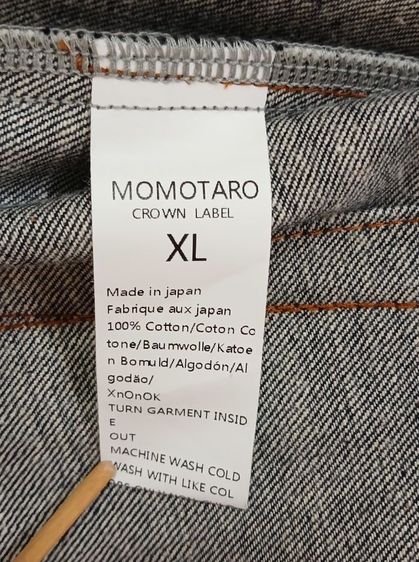 MOMOTARO
CROWN LABEL
XL
Made in japan
Fabrique aux japan
100% Cotton/Coton Co
tone/Baumwolle/Katoe
n Bomuld/Algodón/Al
godão/
XnOnOK
TURN GARMENT INSID
E
OUT
MACHINE WASH COLD
WASH WITH LIKE COL